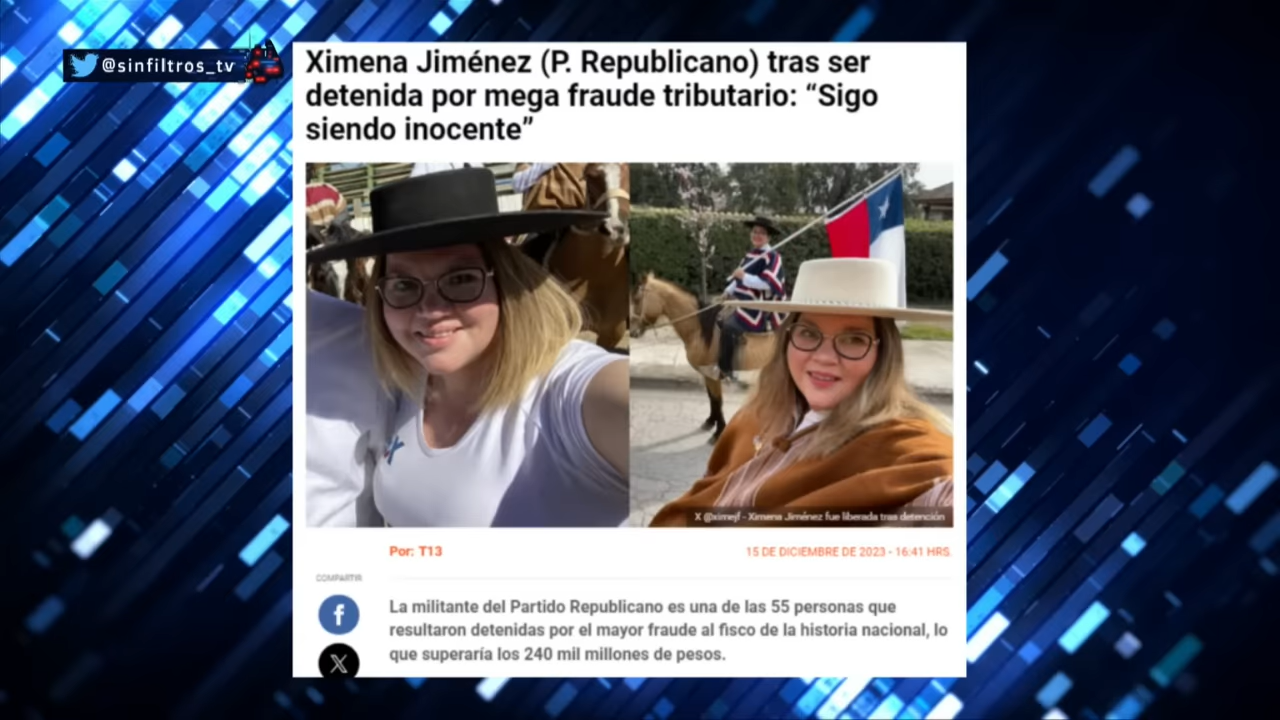 @sinfiltros_tv
Ximena Jiménez (P. Republicano) tras ser
detenida por mega fraude tributario: “Sigo
siendo inocente”
X @ximejf - Ximena Jiménez fue liberada tras detención
Por: T13
15 DE DICIEMBRE DE 2023 - 16:41 HRS.
COMPARTIR
La militante del Partido Republicano es una de las 55 personas que
resultaron detenidas por el mayor fraude al fisco de la historia nacional, lo
que superaría los 240 mil millones de pesos.